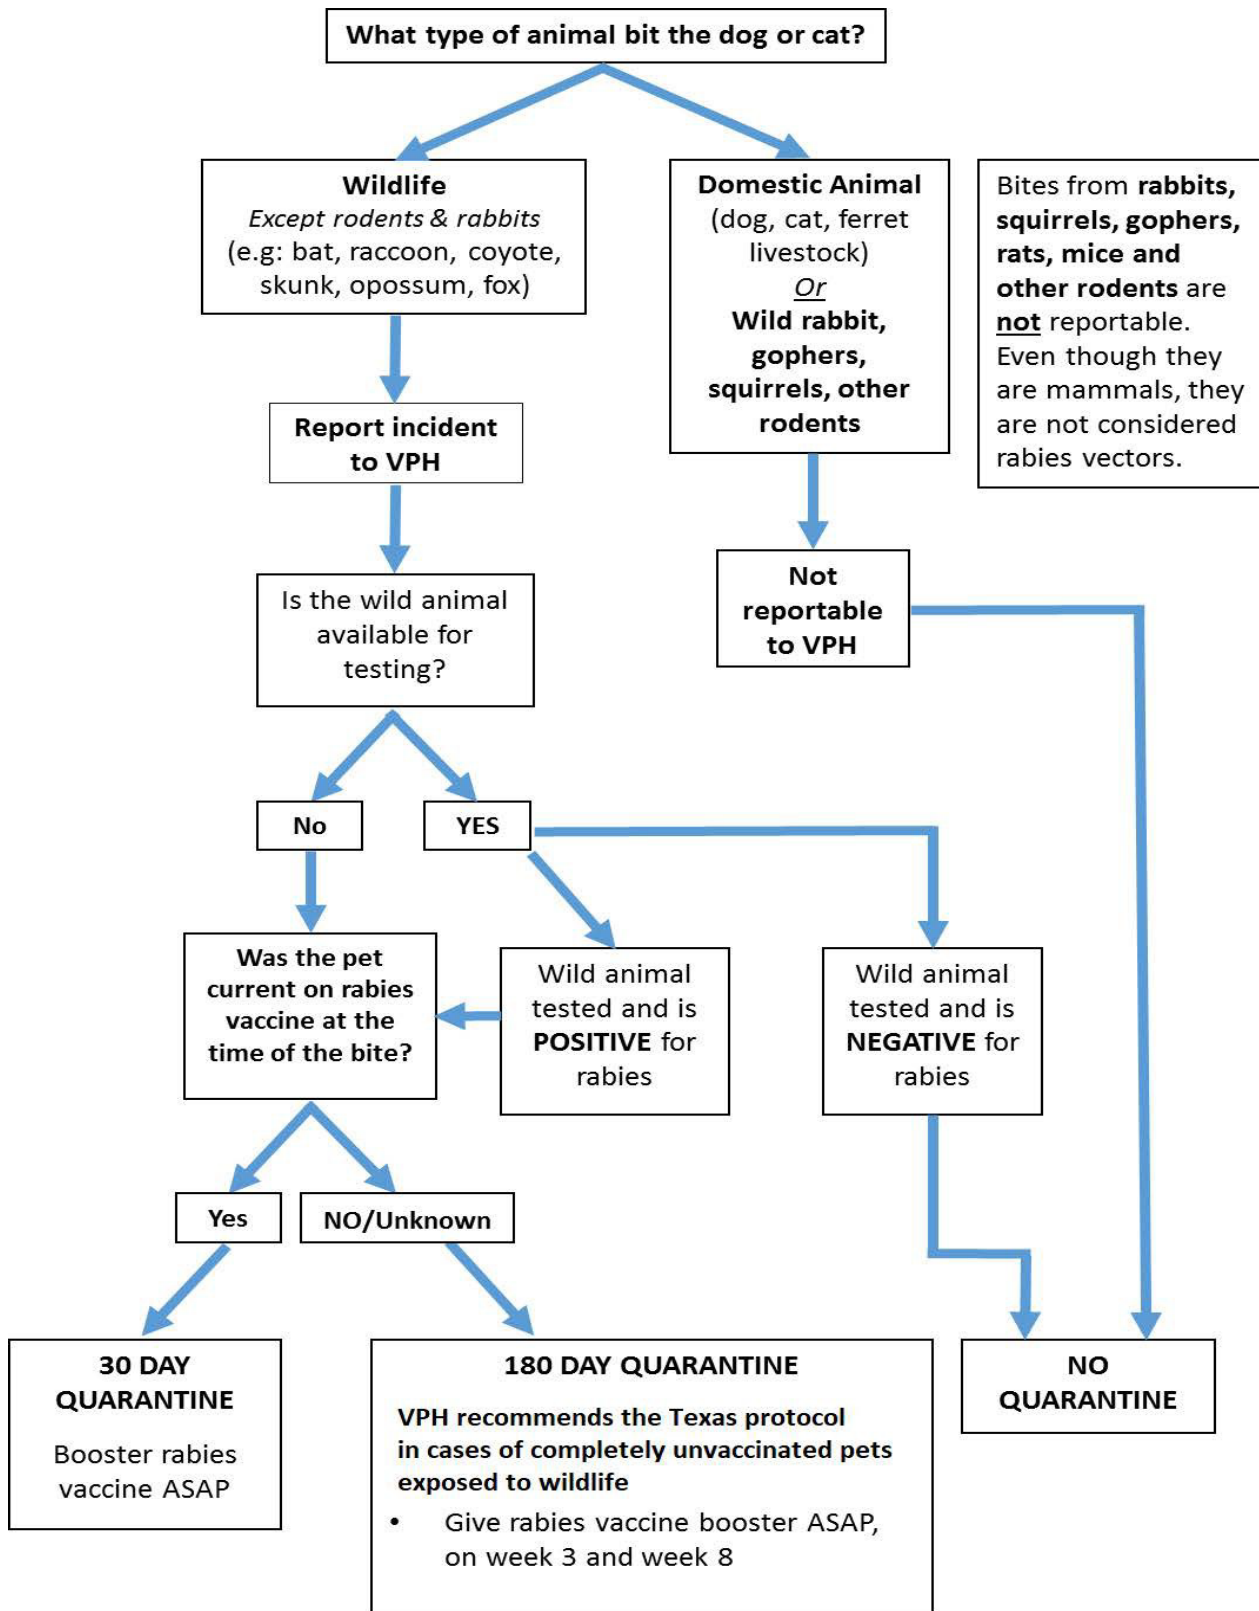 What type of animal bit the dog or cat?
Wildlife
Except rodents & rabbits
(e.g: bat, raccoon, coyote,
skunk, opossum, fox)
Domestic Animal
(dog, cat, ferret
livestock)
Or
Wild rabbit,
gophers,
squirrels, other
rodents
Bites from rabbits,
squirrels, gophers,
rats, mice and
other rodents are
not reportable.
Even though they
are mammals, they
are not considered
rabies vectors.
Report incident
to VPH
Not
reportable
to VPH
Is the wild animal
available for
testing?
No
YES
Was the pet
current on rabies
vaccine at the
time of the bite?
Wild animal
tested and is
POSITIVE for
rabies
Wild animal
tested and is
NEGATIVE for
rabies
Yes
NO/Unknown
30 DAY
QUARANTINE
Booster rabies
vaccine ASAP
180 DAY QUARANTINE
VPH recommends the Texas protocol
in cases of completely unvaccinated pets
exposed to wildlife
• Give rabies vaccine booster ASAP,
on week 3 and week 8
NO
QUARANTINE